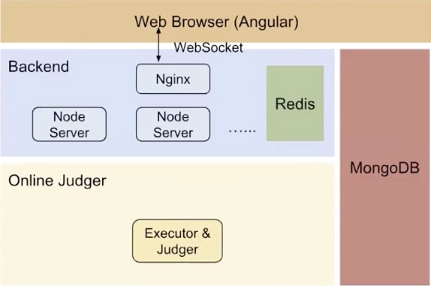 Web Browser (Angular)
WebSocket
Backend
Nginx
Redis
Node
Server
Node
Server
......
MongoDB
Online Judger
Executor &
Judger